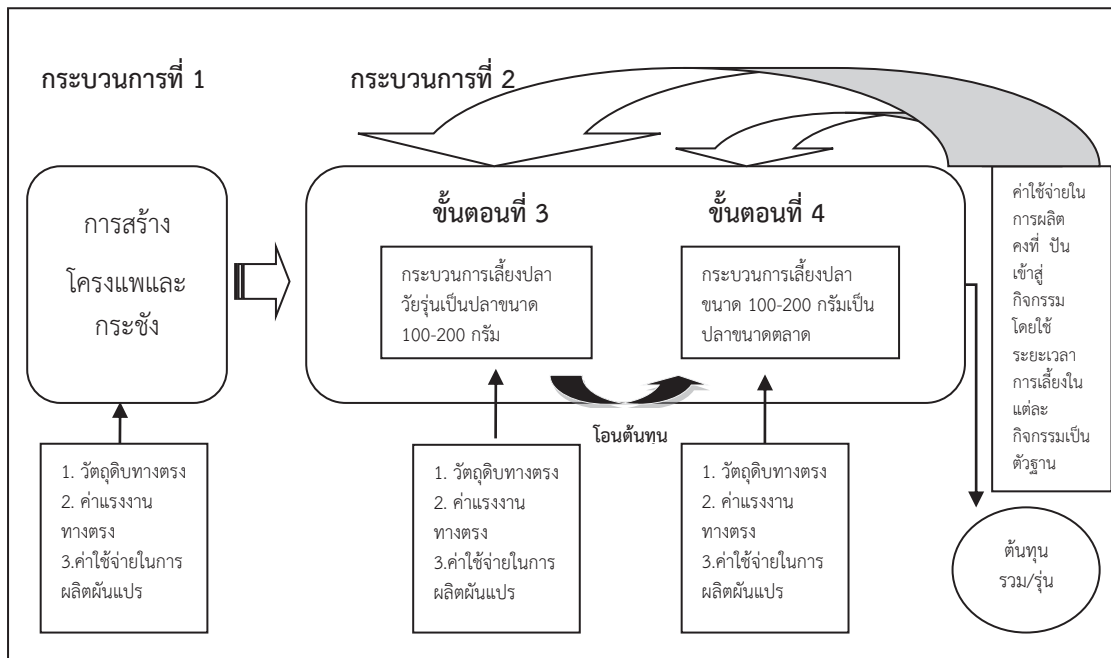 กระบวนการที่ 1
กระบวนการที่ 2
การสร้าง
โครงแพและ
กระชัง
ขั้นตอนที่ 3
กระบวนการเลี้ยงปลา
วัยรุ่นเป็นปลาขนาด
100-200 กรัม
ขั้นตอนที่ 4
กระบวนการเลี้ยงปลา
ขนาด 100-200 กรัมเป็น
ปลาขนาดตลาด
โอนต้นทุน
ค่าใช้จ่ายใน
การผลิต
คงที่ ปัน
เข้าสู่
กิจกรรม
โดยใช้
ระยะเวลา
การเลี้ยงใน
แต่ละ
กิจกรรมเป็น
ตัวฐาน
1. วัตถุดิบทางตรง
2. ค่าแรงงาน
ทางตรง
3.ค่าใช้จ่ายในการ
ผลิตผันแปร
1. วัตถุดิบทางตรง
2. ค่าแรงงาน
ทางตรง
3.ค่าใช้จ่ายในการ
ผลิตผันแปร
1. วัตถุดิบทางตรง
2. ค่าแรงงาน
ทางตรง
3.ค่าใช้จ่ายในการ
ผลิตผันแปร
ต้นทุน
รวม/รุ่น